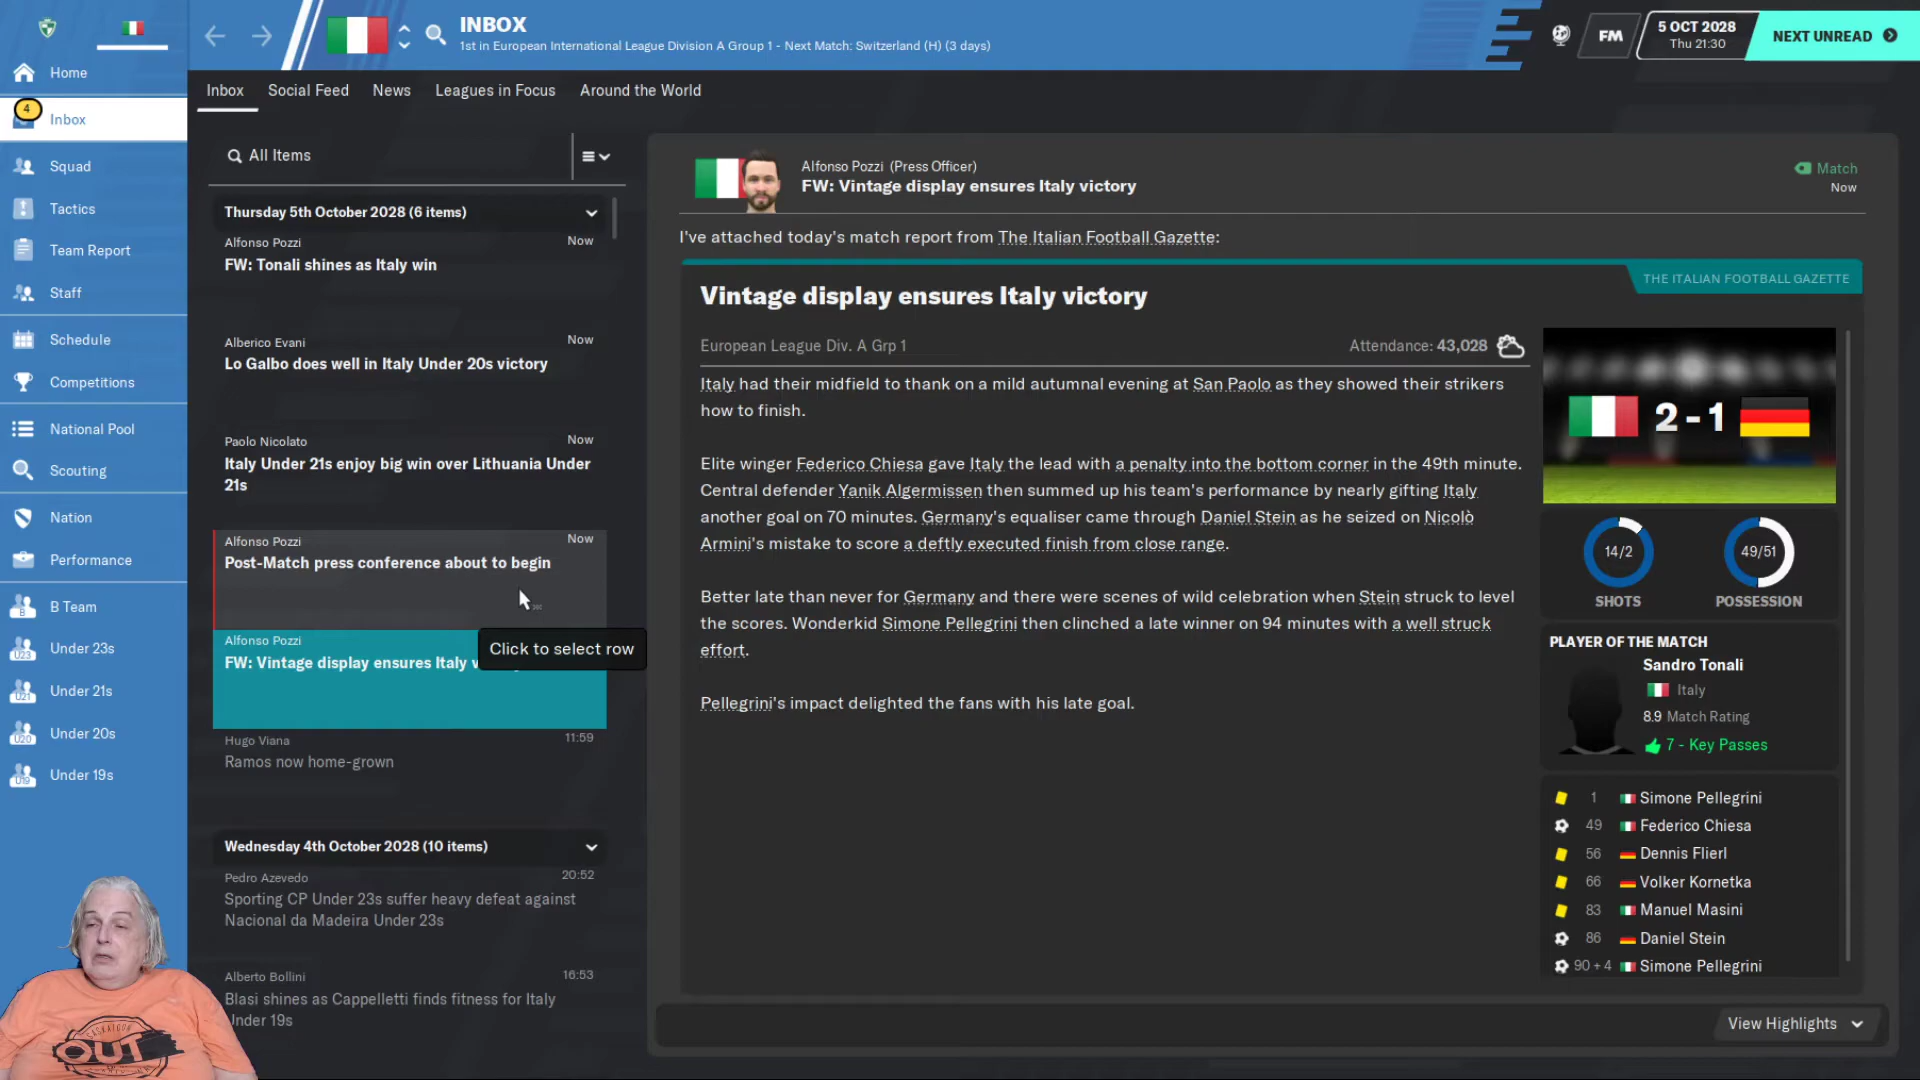 INBOX
1st in European International League Division A Group 1 - Next Match: Switzerland (H) (3 days)
FM
5 OCT 2028
Thu 21:30
NEXT UNREAD
Home
4
Inbox
Squad
Tactics
Team Report
Staff
Schedule
Competitions
National Pool
Scouting
Nation
Performance
B
B Team
U23
Under 23s
U21
Under 21s
U20
Under 20s
U19
Under 19s
Inbox
Social Feed
News
Leagues in Focus
Around the World
All Items
Thursday 5th October 2028 (6 items)
Alfonso Pozzi
Now
FW: Tonali shines as Italy win
Alberico Evani
Now
Lo Galbo does well in Italy Under 20s victory
Paolo Nicolato
Now
Italy Under 21s enjoy big win over Lithuania Under
21s
Alfonso Pozzi
Now
Post-Match press conference about to begin
Alfonso Pozzi
FW: Vintage display ensures Italy
Click to select row
Hugo Viana
11:59
Ramos now home-grown
Wednesday 4th October 2028 (10 items)
Pedro Azevedo
20:52
Sporting CP Under 23s suffer heavy defeat against
Nacional da Madeira Under 23s
Alberto Bollini
16:53
Blasi shines as Cappelletti finds fitness for Italy
Under 19s
SASKATOON
OUT
Alfonso Pozzi (Press Officer)
FW: Vintage display ensures Italy victory
Match
Now
I've attached today's match report from The Italian Football Gazette:
THE ITALIAN FOOTBALL GAZETTE
Vintage display ensures Italy victory
European League Div. A Grp 1
Attendance: 43,028
Italy had their midfield to thank on a mild autumnal evening at San Paolo as they showed their strikers
how to finish.
Elite winger Federico Chiesa gave Italy the lead with a penalty into the bottom corner in the 49th minute.
Central defender Yanik Algermissen then summed up his team's performance by nearly gifting Italy
another goal on 70 minutes. Germany's equaliser came through Daniel Stein as he seized on Nicolò
Armini's mistake to score a deftly executed finish from close range.
Better late than never for Germany and there were scenes of wild celebration when Stein struck to level
the scores. Wonderkid Simone Pellegrini then clinched a late winner on 94 minutes with a well struck
effort.
Pellegrini's impact delighted the fans with his late goal.
2 - 1
14/2
SHOTS
49/51
POSSESSION
PLAYER OF THE MATCH
Sandro Tonali
Italy
8.9 Match Rating
7 - Key Passes
1 Simone Pellegrini
49 Federico Chiesa
56 Dennis Flierl
66 Volker Kornetka
83 Manuel Masini
86 Daniel Stein
90 + 4 Simone Pellegrini
View Highlights